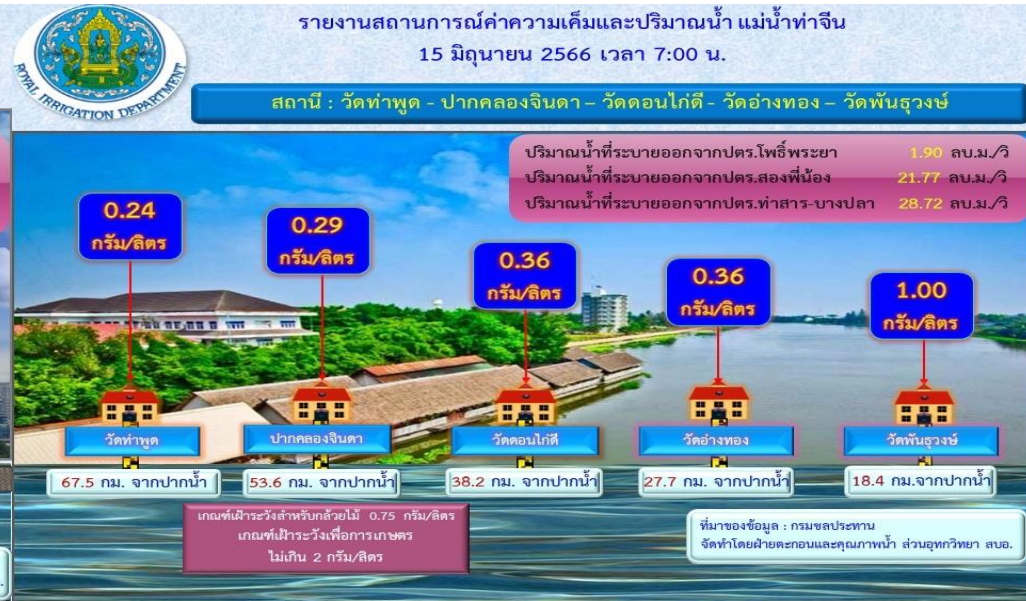 รายงานสถานการณ์ค่าความเค็มและปริมาณน้ำ แม่น้ำท่าจีน
15 มิถุนายน 2566 เวลา 7:00 น.
ROYAL IRRIGATION DEPARTMENT
สถานี : วัดท่าพูด - ปากคลองจินดา – วัดดอนไก่ดี - วัดอ่างทอง – วัดพันธุวงษ์
ปริมาณน้ำที่ระบายออกจากปตร.โพธิ์พระยา 1.90 ลบ.ม./วิ
ปริมาณน้ำที่ระบายออกจากปตร.สองพี่น้อง 21.77 ลบ.ม./วิ
ปริมาณน้ำที่ระบายออกจากปตร.ท่าสาร-บางปลา 28.72 ลบ.ม./วิ
0.24
กรัม/ลิตร
0.29
กรัม/ลิตร
0.36
กรัม/ลิตร
0.36
กรัม/ลิตร
1.00
กรัม/ลิตร
วัดท่าพูด
ปากคลองจินดา
วัดดอนไก่ดี
วัดอ่างทอง
วัดพันธุวงษ์
67.5 กม. จากปากน้ำ
53.6 กม. จากปากน้ำ
38.2 กม. จากปากน้ำ
27.7 กม. จากปากน้ำ
18.4 กม.จากปากน้ำ
เกณฑ์เฝ้าระวังสำหรับกล้วยไม้ 0.75 กรัม/ลิตร
เกณฑ์เฝ้าระวังเพื่อการเกษตร
ไม่เกิน 2 กรัม/ลิตร
ที่มาของข้อมูล : กรมชลประทาน
จัดทำโดยฝ่ายตะกอนและคุณภาพน้ำ ส่วนอุทกวิทยา สบอ.